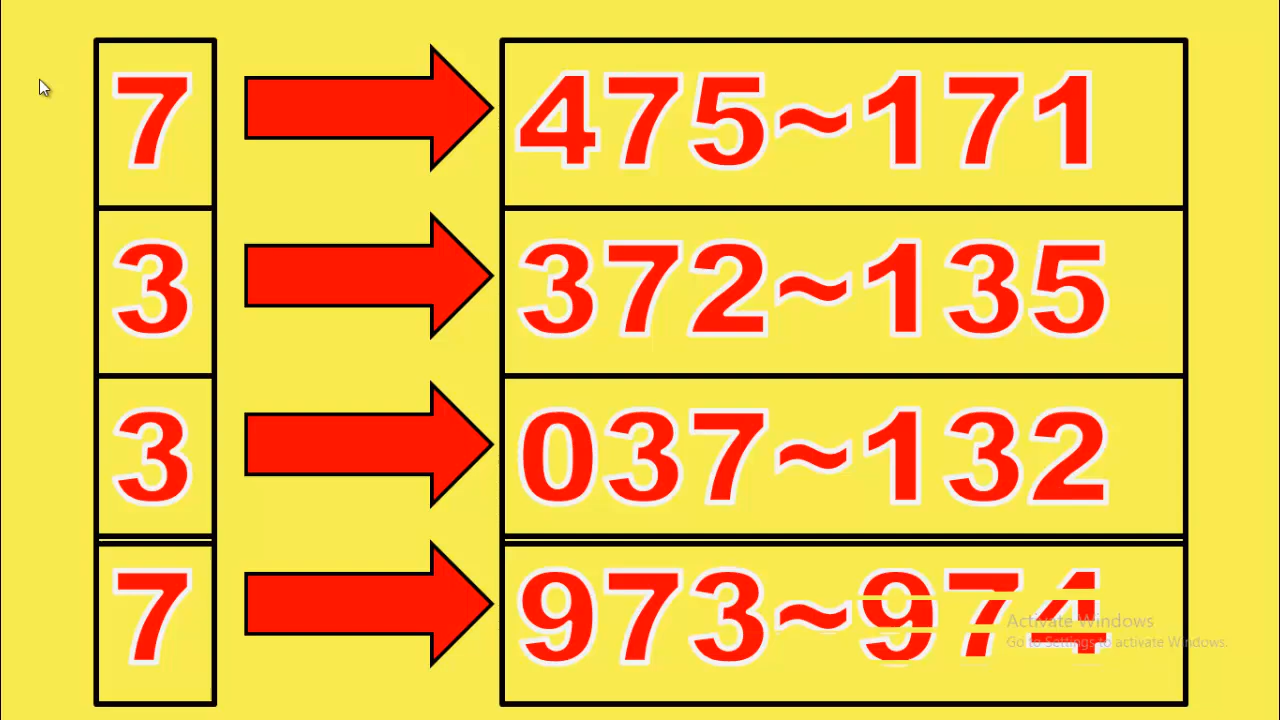 7 475~171
3 372~135
3 037~132
7 973~974
Activate Windows
Go to Settings to activate Windows.